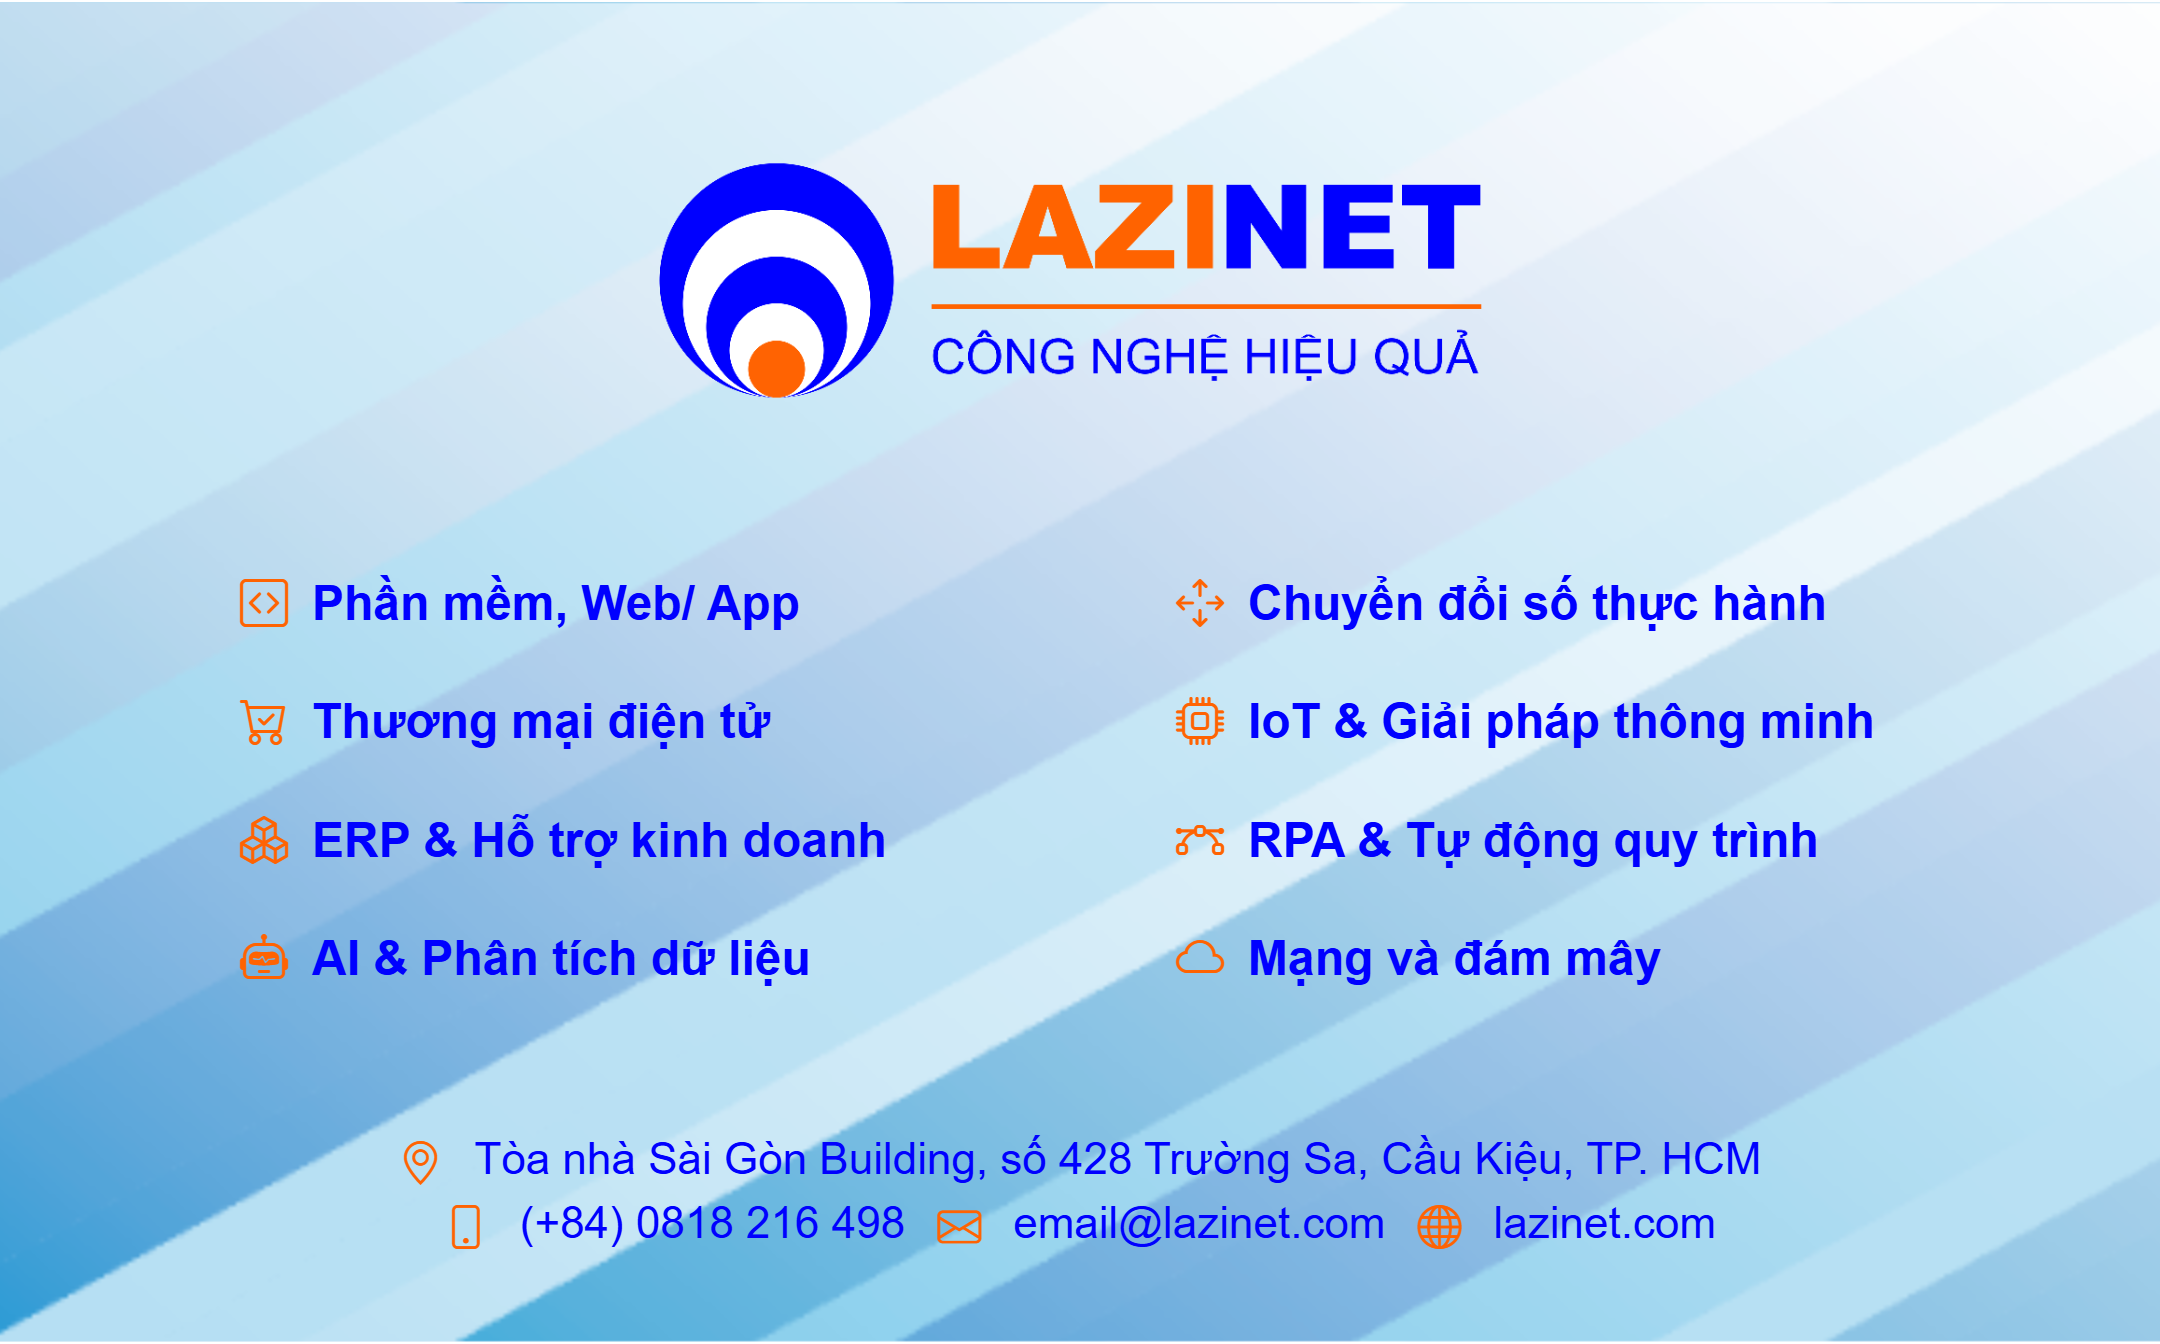 LAZINET
CÔNG NGHỆ HIỆU QUẢ
Phần mềm, Web/ App
Thương mại điện tử
ERP & Hỗ trợ kinh doanh
AI & Phân tích dữ liệu
Chuyển đổi số thực hành
IoT & Giải pháp thông minh
RPA & Tự động quy trình
Mạng và đám mây
Tòa nhà Sài Gòn Building, số 428 Trường Sa, Cầu Kiệu, TP. HCM
(+84) 0818 216 498 email@lazinet.com lazinet.com